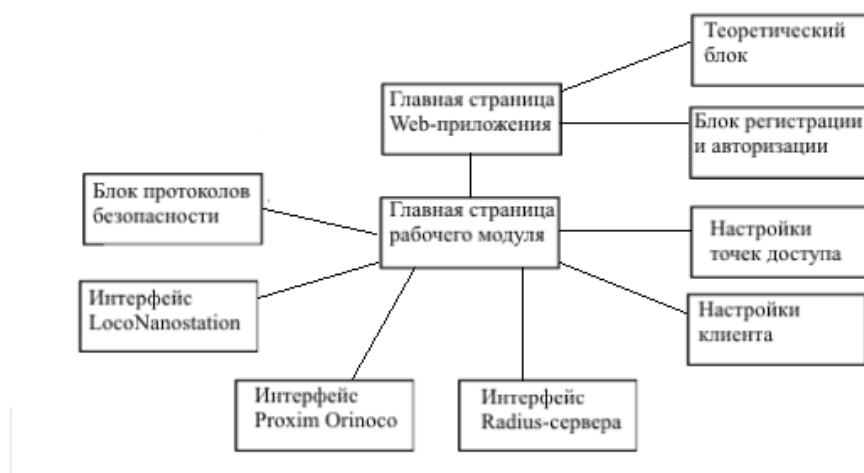 Теоретический
блок
Главная страница
Web-приложения
Блок регистрации
и авторизации
Блок протоколов
безопасности
Главная страница
рабочего модуля
Настройки
точек доступа
Интерфейс
LocoNanostation
Настройки
клиента
Интерфейс
Proxim Orinoco
Интерфейс
Radius-сервера